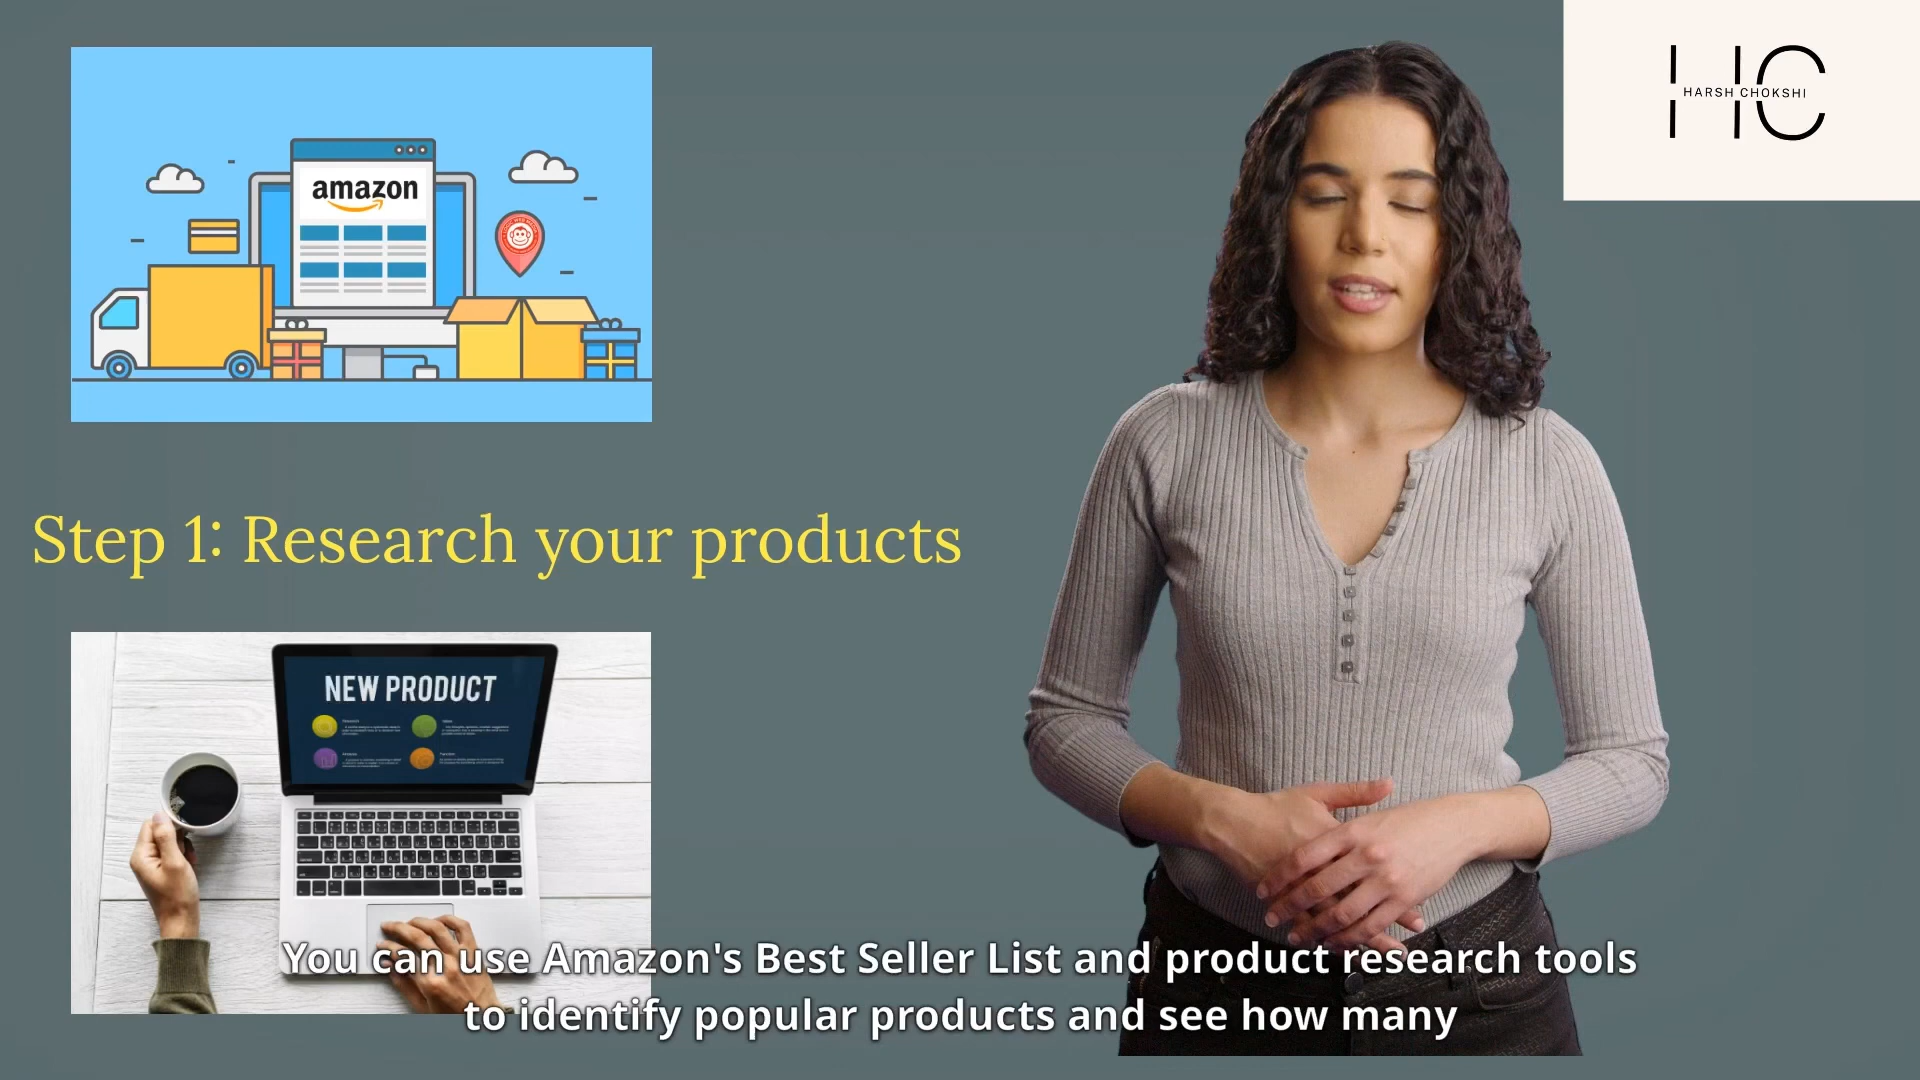 HARSH CHOKSHI
HC
amazon
Step 1: Research your products
NEW PRODUCT
You can use Amazon's Best Seller List and product research tools
to identify popular products and see how many